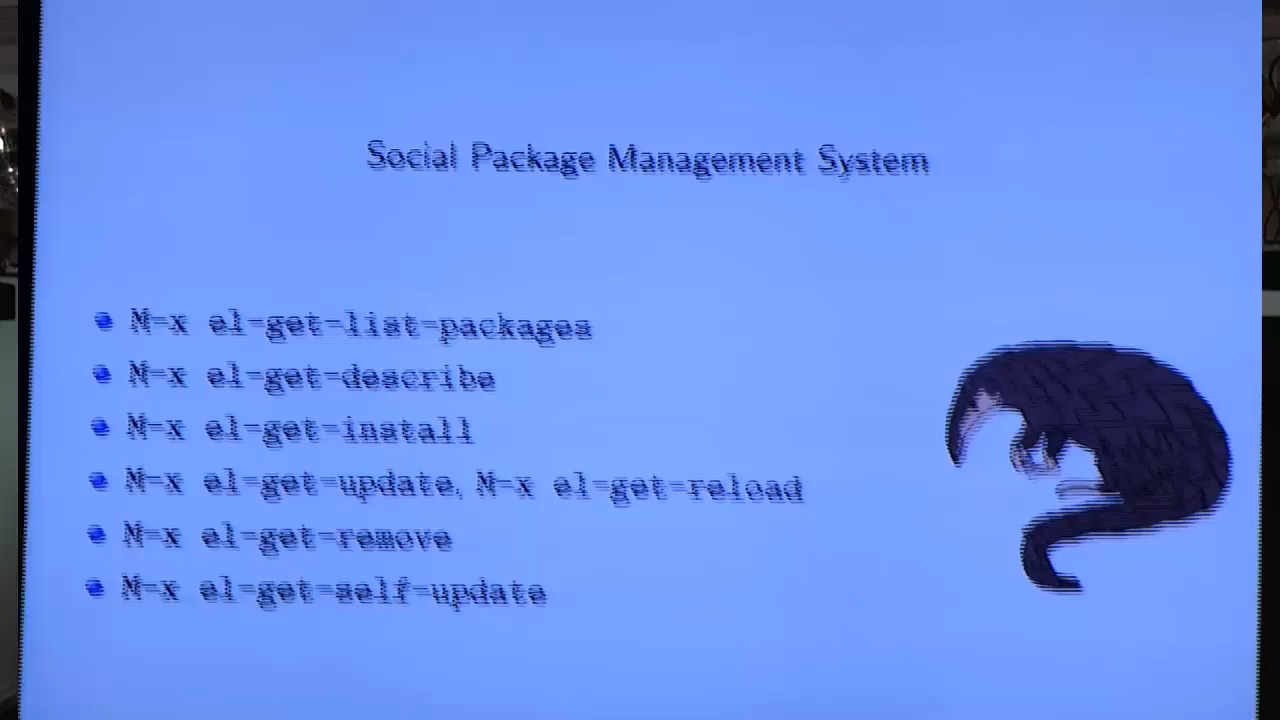 Social Package Management System
M-x el-get-list-packages
M-x el-get-describe
M-x el-get-install
M-x el-get-update, M-x el-get-reload
M-x el-get-remove
M-x el-get-self-update